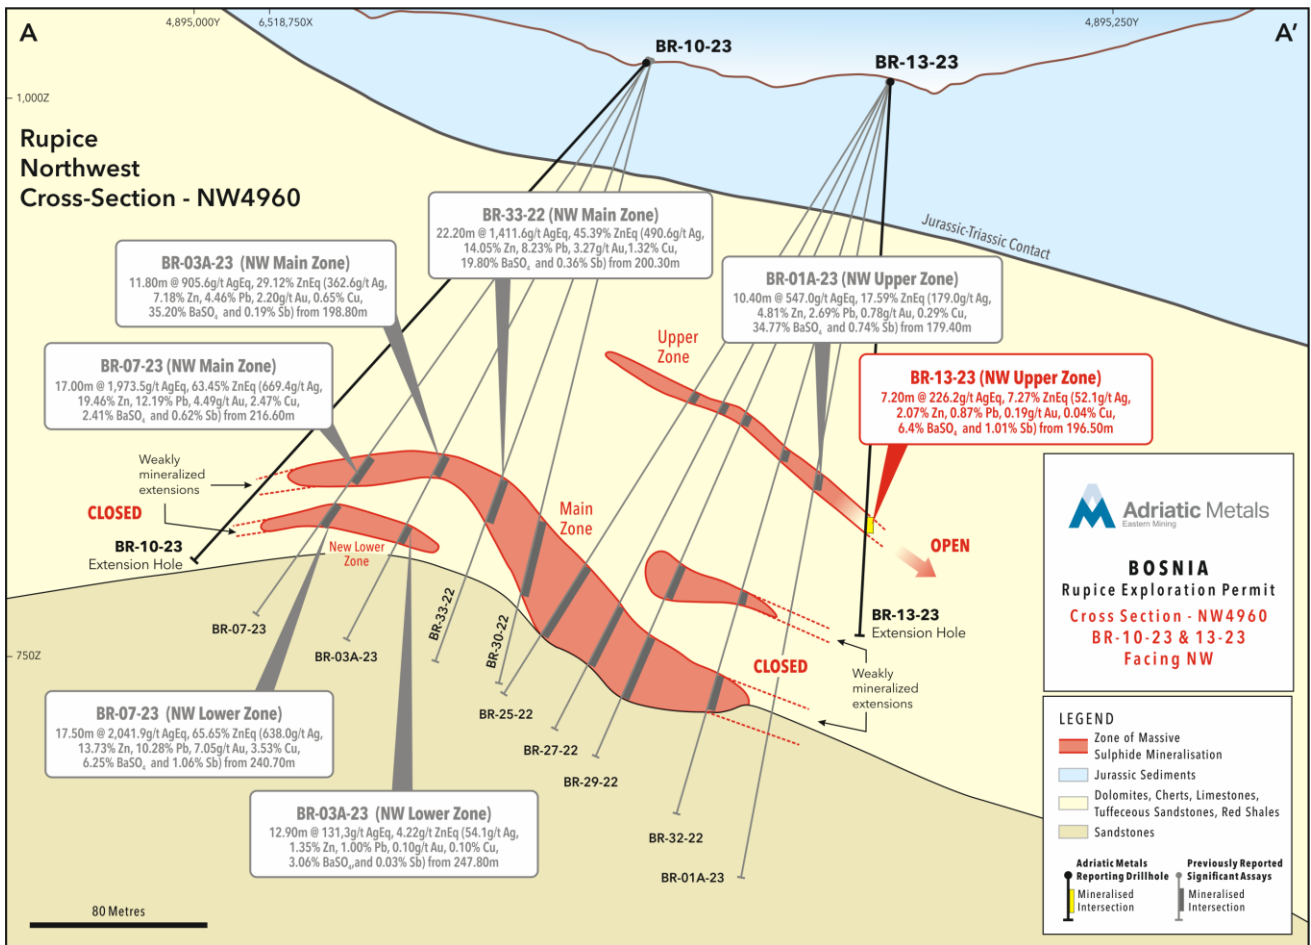 4,895,000Y
6,518,750X
4,895,250Y
A
A'
BR-10-23
BR-13-23
1,000Z
Rupice
Northwest
Cross-Section - NW4960
Jurassic-Triassic Contact
BR-33-22 (NW Main Zone)
22.20m @ 1,411.6g/t AgEq, 45.39% ZnEq (490.6g/t Ag,
14.05% Zn, 8.23% Pb, 3.27g/t Au,1.32% Cu,
19.80% BaSO₄ and 0.36% Sb) from 200.30m
BR-03A-23 (NW Main Zone)
11.80m @ 905.6g/t AgEq, 29.12% ZnEq (362.6g/t Ag,
7.18% Zn, 4.46% Pb, 2.20g/t Au, 0.65% Cu,
35.20% BaSO₄ and 0.19% Sb) from 198.80m
BR-01A-23 (NW Upper Zone)
10.40m @ 547.0g/t AgEq, 17.59% ZnEq (179.0g/t Ag,
4.81% Zn, 2.69% Pb, 0.78g/t Au, 0.29% Cu,
34.77% BaSO₄ and 0.74% Sb) from 179.40m
Upper
Zone
BR-07-23 (NW Main Zone)
17.00m @ 1,973.5g/t AgEq, 63.45% ZnEq (669.4g/t Ag,
19.46% Zn, 12.19% Pb, 4.49g/t Au, 2.47% Cu,
2.41% BaSO₄ and 0.62% Sb) from 216.60m
BR-13-23 (NW Upper Zone)
7.20m @ 226.2g/t AgEq, 7.27% ZnEq (52.1g/t Ag,
2.07% Zn, 0.87% Pb, 0.19g/t Au, 0.04% Cu,
6.4% BaSO₄ and 1.01% Sb) from 196.50m
Weakly
mineralized
extensions
CLOSED
BR-10-23
Extension Hole
New Lower
Zone
Main
Zone
OPEN
BR-13-23
Extension Hole
CLOSED
Weakly
mineralized
extensions
750Z
BR-07-23
BR-03A-23
BR-33-22
BR-30-22
BR-25-22
BR-27-22
BR-29-22
BR-32-22
BR-01A-23
BR-07-23 (NW Lower Zone)
17.50m @ 2,041.9g/t AgEq, 65.65% ZnEq (638.0g/t Ag,
13.73% Zn, 10.28% Pb, 7.05g/t Au, 3.53% Cu,
6.25% BaSO₄ and 1.06% Sb) from 240.70m
BR-03A-23 (NW Lower Zone)
12.90m @ 131,3g/t AgEq, 4.22g/t ZnEq (54.1g/t Ag,
1.35% Zn, 1.00% Pb, 0.10g/t Au, 0.10% Cu,
3.06% BaSO₄,and 0.03% Sb) from 247.80m
80 Metres
Adriatic Metals
Eastern Mining
BOSNIA
Rupice Exploration Permit
Cross Section - NW4960
BR-10-23 & 13-23
Facing NW
LEGEND
Zone of Massive
Sulphide Mineralisation
Jurassic Sediments
Dolomites, Cherts, Limestones,
Tuffeceous Sandstones, Red Shales
Sandstones
Adriatic Metals
Reporting Drillhole
Mineralised
Intersection
Previously Reported
Significant Assays
Mineralised
Intersection